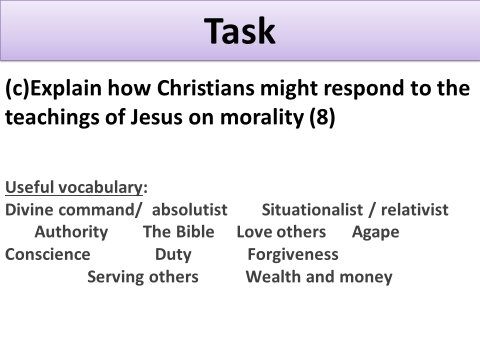 Task
(c)Explain how Christians might respond to the
teachings of Jesus on morality (8)
Useful vocabulary:
Divine command/ absolutist Situationalist / relativist
Authority The Bible Love others Agape
Conscience Duty Forgiveness
Serving others Wealth and money